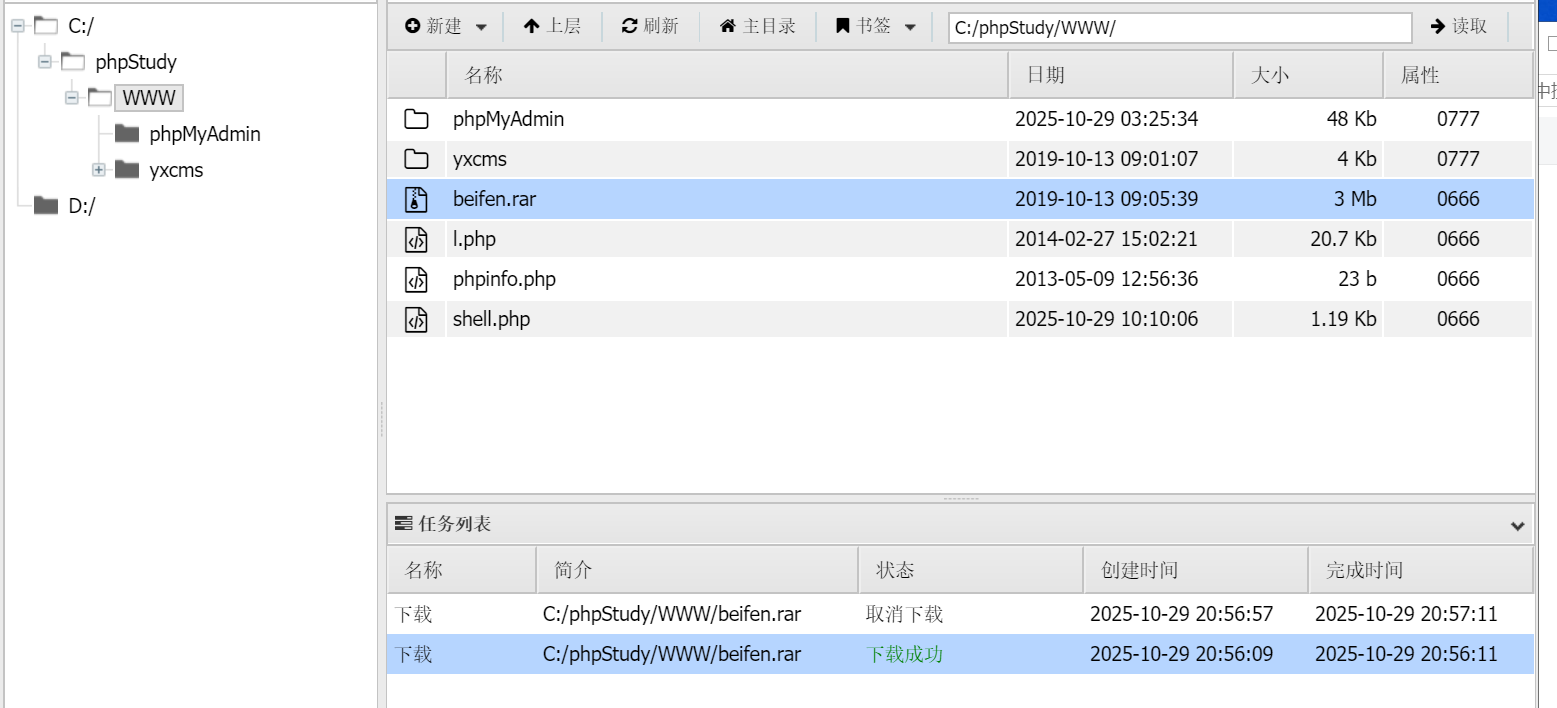 C:/
phpStudy
WWW
phpMyAdmin
yxcms
D:/
新建 上层 刷新 主目录 书签 C:/phpStudy/WWW/ 读取
名称 日期 大小 属性
phpMyAdmin 2025-10-29 03:25:34 48 Kb 0777
yxcms 2019-10-13 09:01:07 4 Kb 0777
beifen.rar 2019-10-13 09:05:39 3 Mb 0666
l.php 2014-02-27 15:02:21 20.7 Kb 0666
phpinfo.php 2013-05-09 12:56:36 23 b 0666
shell.php 2025-10-29 10:10:06 1.19 Kb 0666
任务列表
名称 简介 状态 创建时间 完成时间
下载 C:/phpStudy/WWW/beifen.rar 取消下载 2025-10-29 20:56:57 2025-10-29 20:57:11
下载 C:/phpStudy/WWW/beifen.rar 下载成功 2025-10-29 20:56:09 2025-10-29 20:56:11